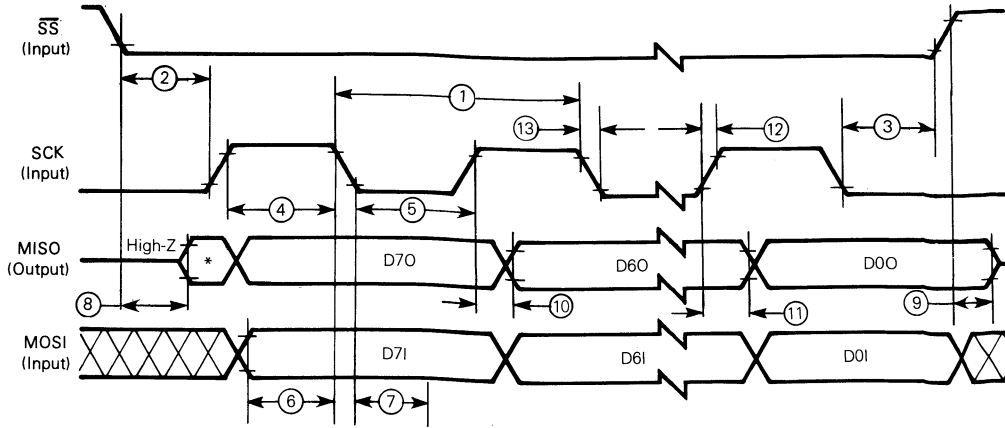 S̅S̅
(Input)
2
1
13
12
3
SCK
(Input)
4
5
MISO
(Output)
High-Z
*
D7O
D6O
D0O
8
10
11
9
MOSI
(Input)
D7I
D6I
D0I
6
7